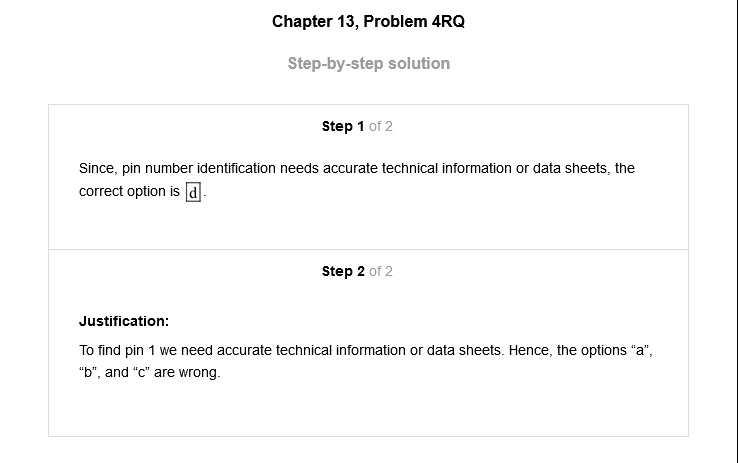 Chapter 13, Problem 4RQ
Step-by-step solution
Step 1 of 2
Since, pin number identification needs accurate technical information or data sheets, the
correct option is d.
Step 2 of 2
Justification:
To find pin 1 we need accurate technical information or data sheets. Hence, the options “a”,
“b”, and “c” are wrong.